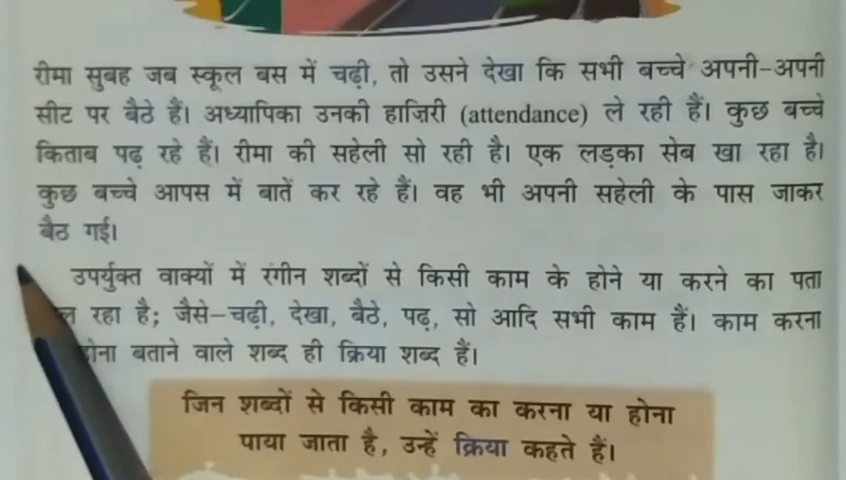 रीमा सुबह जब स्कूल बस में चढ़ी, तो उसने देखा कि सभी बच्चे अपनी-अपनी
सीट पर बैठे हैं। अध्यापिका उनकी हाज़िरी (attendance) ले रही हैं। कुछ बच्चे
किताब पढ़ रहे हैं। रीमा की सहेली सो रही है। एक लड़का सेब खा रहा है।
कुछ बच्चे आपस में बातें कर रहे हैं। वह भी अपनी सहेली के पास जाकर
बैठ गई।
उपर्युक्त वाक्यों में रंगीन शब्दों से किसी काम के होने या करने का पता
रहा है; जैसे-चढ़ी, देखा, बैठे, पढ़, सो आदि सभी काम हैं। काम करना
बताने वाले शब्द ही क्रिया शब्द हैं।
जिन शब्दों से किसी काम का करना या होना
पाया जाता है, उन्हें क्रिया कहते हैं।